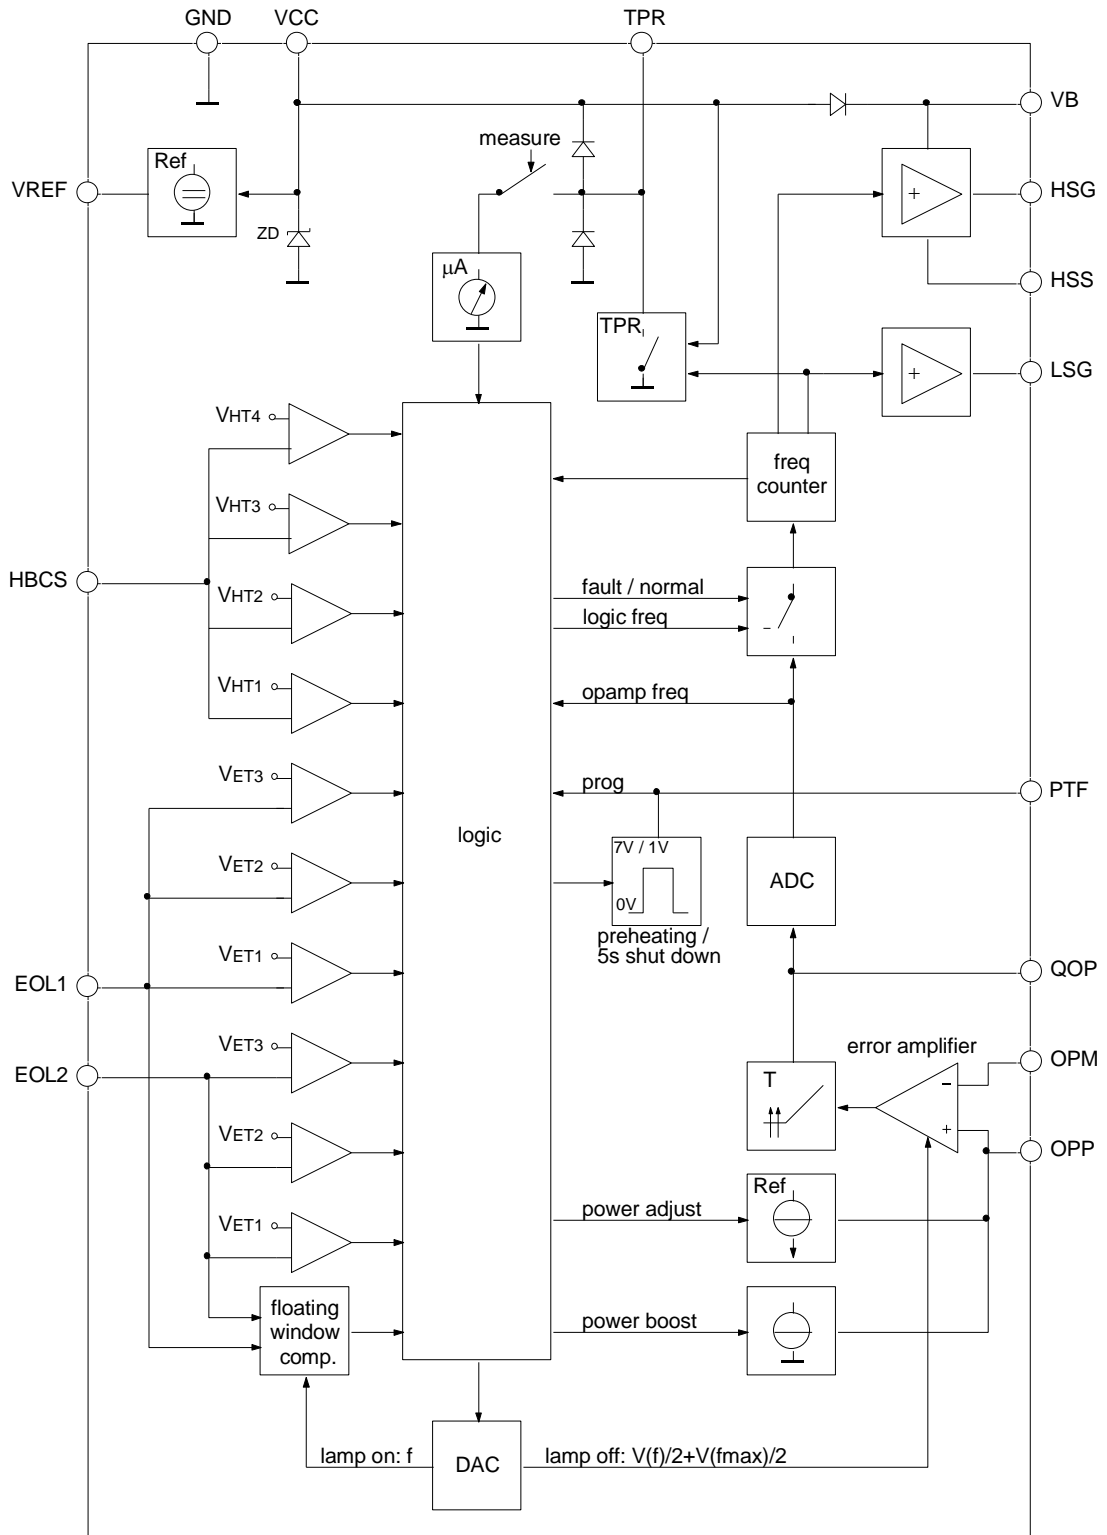 GND
VCC
TPR
VB
measure
Ref
VREF
HSG
ZD
µA
HSS
TPR
LSG
VHT4
freq
counter
VHT3
HBCS
VHT2
fault / normal
logic freq
VHT1
opamp freq
VET3
prog
PTF
logic
7V / 1V
0V
ADC
VET2
preheating /
5s shut down
VET1
EOL1
QOP
VET3
error amplifier
EOL2
OPM
T
VET2
OPP
Ref
VET1
power adjust
floating
window
comp.
power boost
lamp on: f
DAC
lamp off: V(f)/2+V(fmax)/2